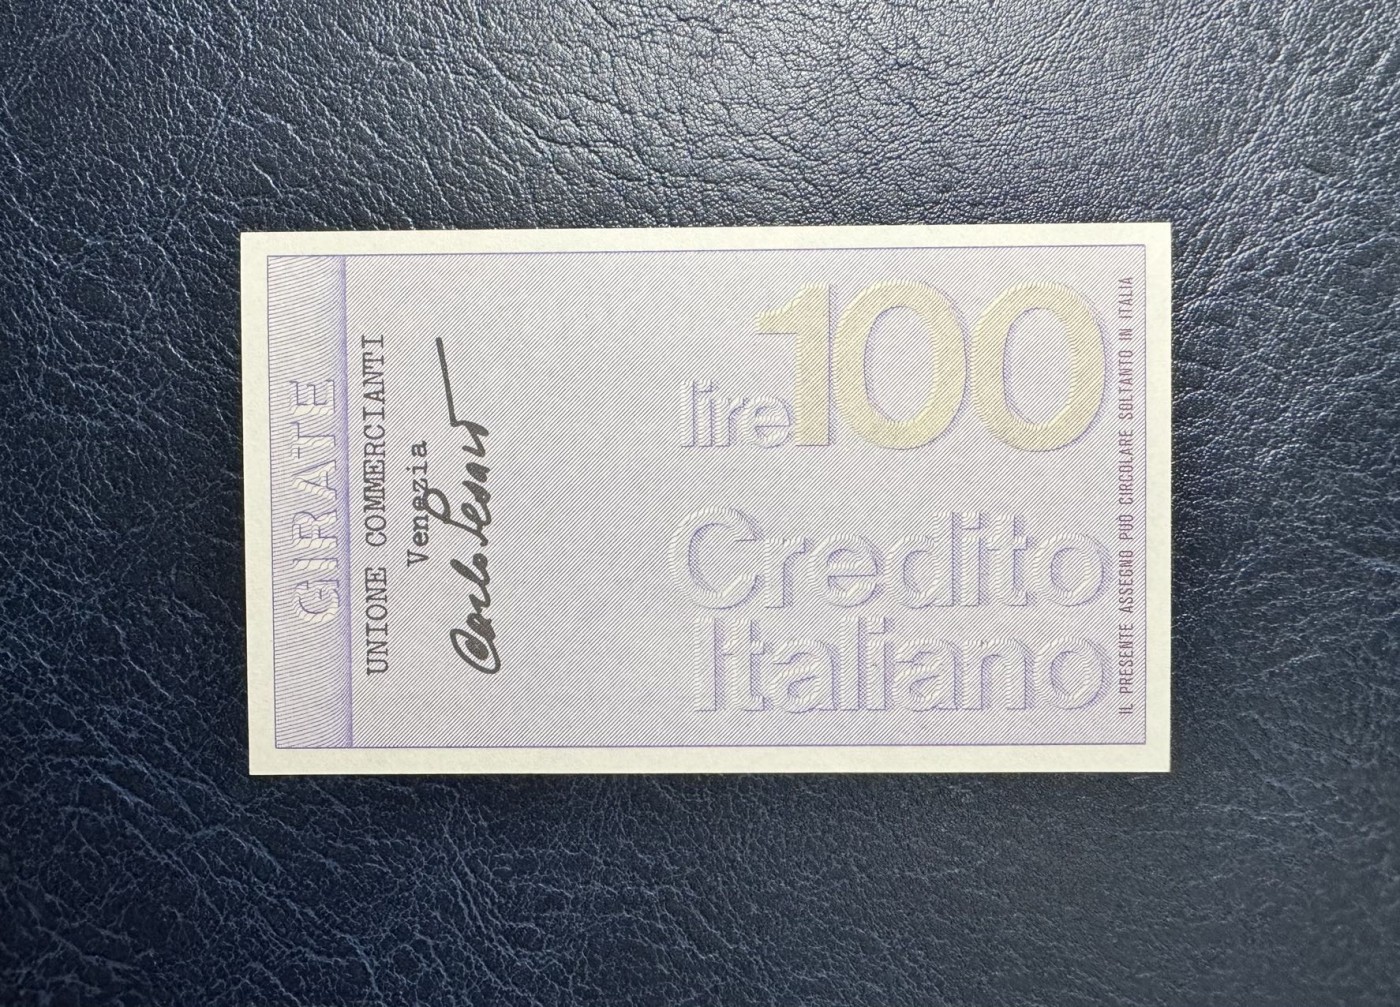 GIRATE
UNIONE COMMERCIANTI
Venezia
lire 100
Credito
Italiano
IL PRESENTE ASSEGNO PUÒ CIRCOLARE SOLTANTO IN ITALIA